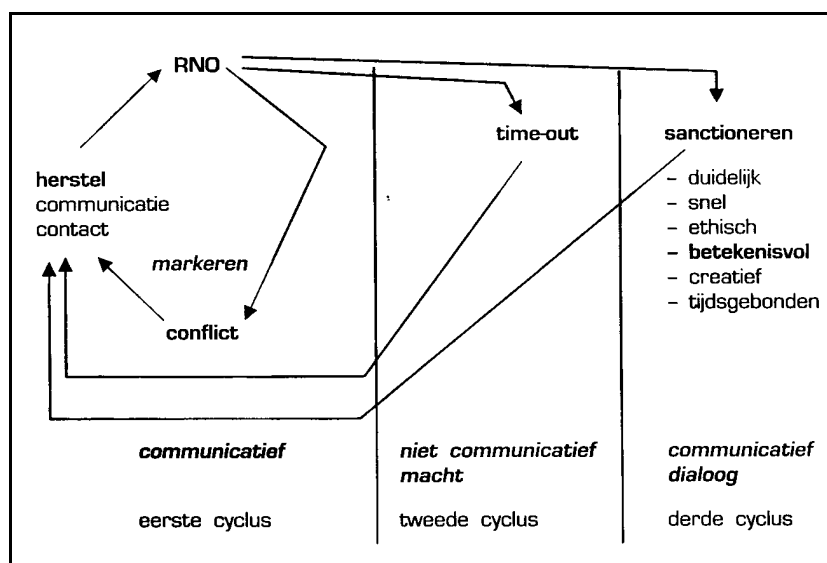 RNO
time-out
sanctioneren
– duidelijk
– snel
– ethisch
– betekenisvol
– creatief
– tijdsgebonden
herstel
communicatie
contact
markeren
conflict
communicatief
eerste cyclus
niet communicatief
macht
tweede cyclus
communicatief
dialoog
derde cyclus